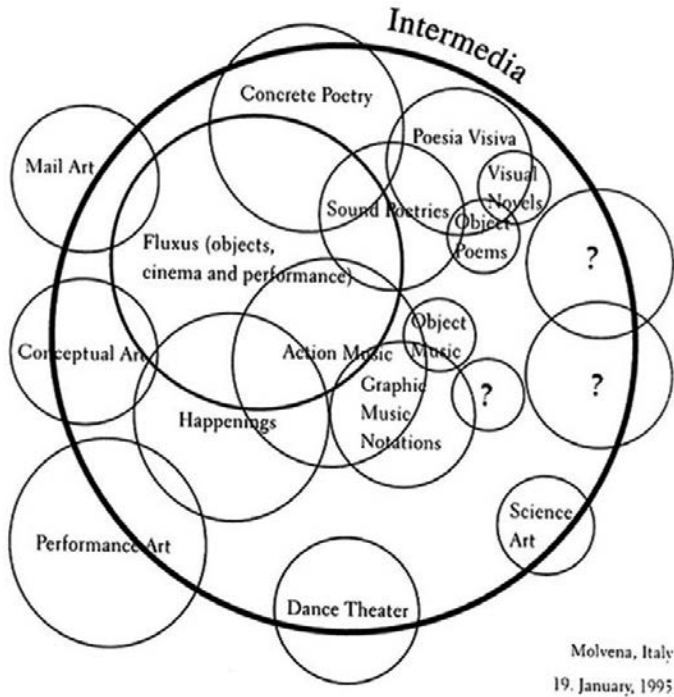 Intermedia
Concrete Poetry
Poesia Visiva
Mail Art
Visual
Novels
Sound Poetries
Object
Poems
Fluxus (objects,
cinema and performance)
?
Object
Music
Conceptual Art
Action Music
Graphic
Music
Notations
?
?
Happenings
Science
Art
Performance Art
Dance Theater
Molvena, Italy
19. January, 1995